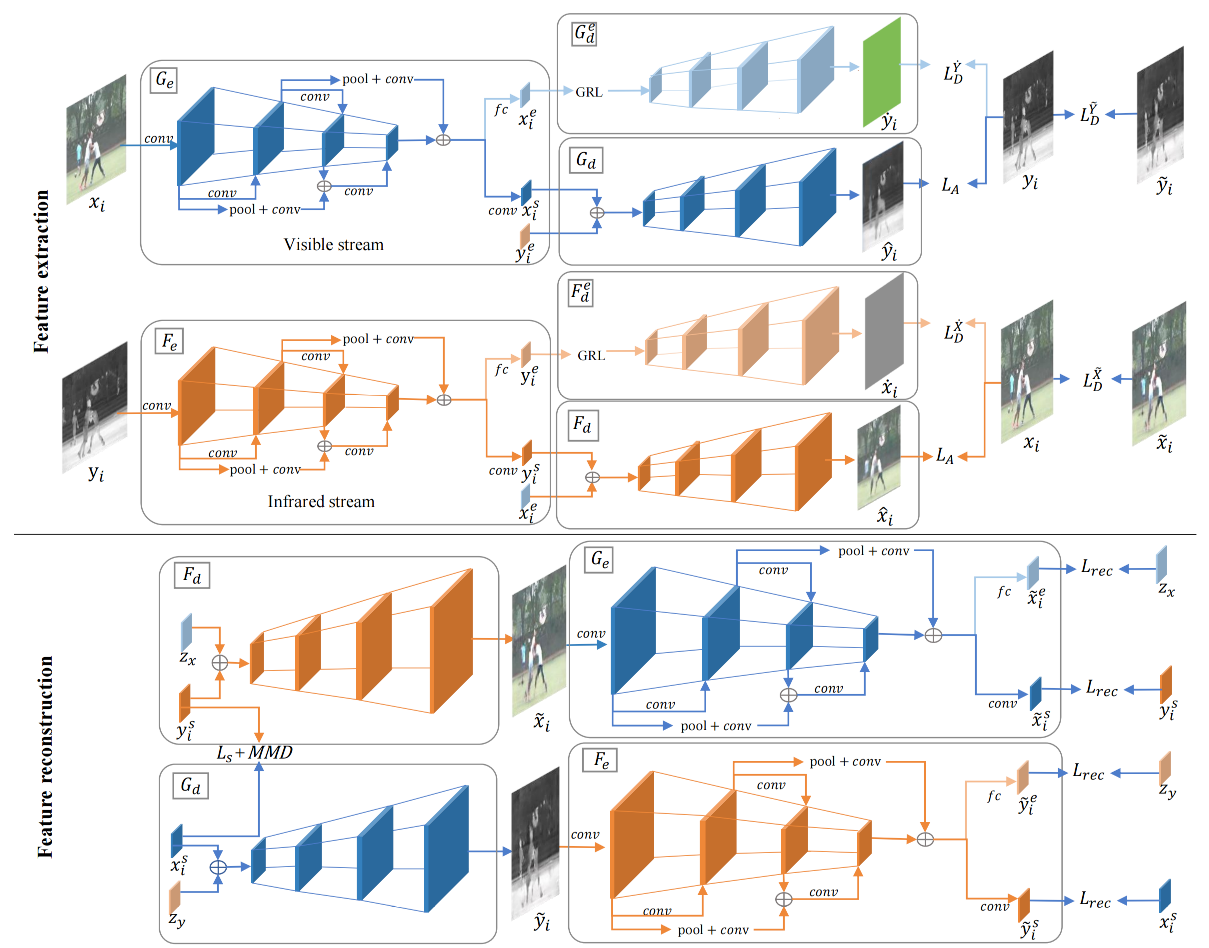 Feature extraction
x_i
conv
G_e
conv
pool + conv
conv
pool + conv
conv
Visible stream
fc
x_i^e
conv
x_i^s
y_i^e
GRL
G_d^e
ẏ_i
G_d
ŷ_i
L_D^Ẏ
L_A
y_i
L_D^Ỹ
ỹ_i
y_i
conv
F_e
conv
pool + conv
conv
pool + conv
conv
Infrared stream
fc
y_i^e
conv
y_i^s
x_i^e
GRL
F_d^e
ẋ_i
F_d
x̂_i
L_D^Ẋ
L_A
x_i
L_D^X̃
x̃_i
Feature reconstruction
F_d
z_x
y_i^s
x̃_i
conv
G_e
pool + conv
conv
conv
pool + conv
conv
fc
x̃_i^e
L_rec
z_x
conv
x̃_i^s
L_rec
y_i^s
L_s + MMD
G_d
x_i^s
z_y
ỹ_i
conv
F_e
pool + conv
conv
conv
pool + conv
conv
fc
ỹ_i^e
L_rec
z_y
conv
ỹ_i^s
L_rec
x_i^s